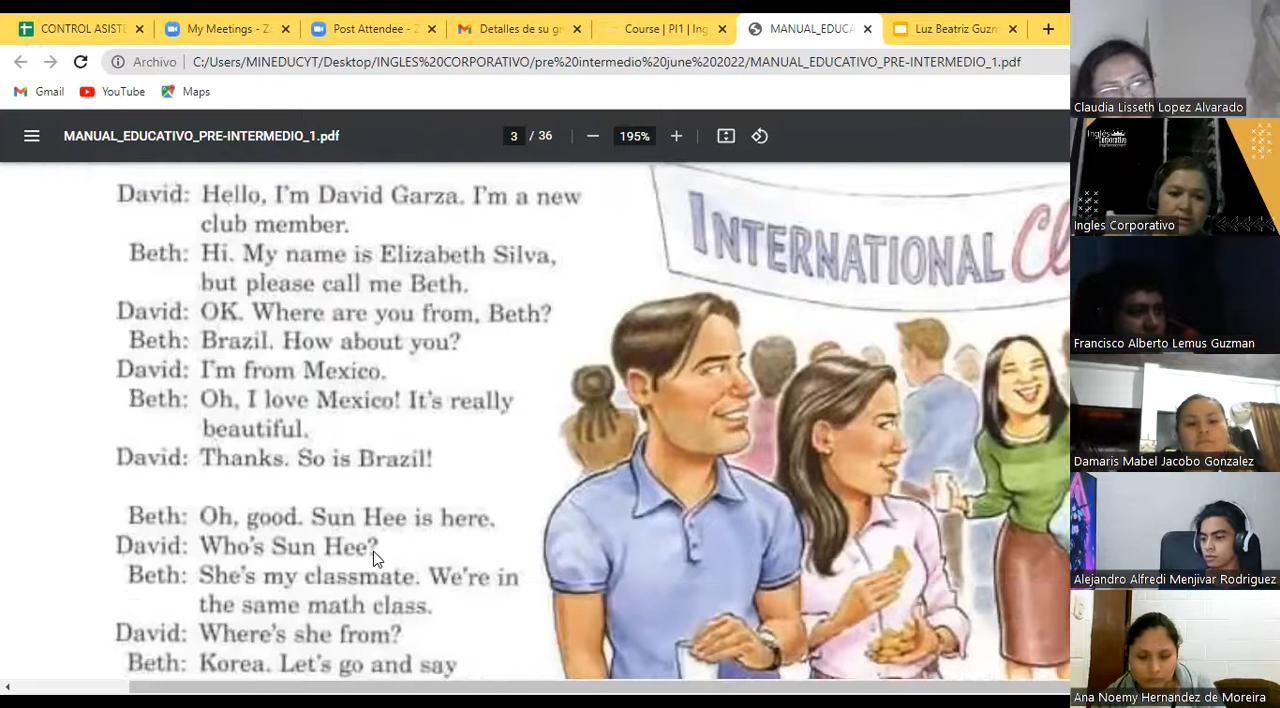 CONTROL ASIST
My Meetings - Z
Post Attendee - Z
Detalles de su gr
Course | PI1 | Ing
MANUAL_EDUCA
Luz Beatriz Guzm
Archivo
C:/Users/MINEDUCYT/Desktop/INGLES%20CORPORATIVO/pre%20intermedio%20june%202022/MANUAL_EDUCATIVO_PRE-INTERMEDIO_1.pdf
Gmail
YouTube
Maps
MANUAL_EDUCATIVO_PRE-INTERMEDIO_1.pdf
3 / 36
195%
David: Hello, I'm David Garza. I'm a new
club member.
Beth: Hi. My name is Elizabeth Silva,
but please call me Beth.
David: OK. Where are you from, Beth?
Beth: Brazil. How about you?
David: I'm from Mexico.
Beth: Oh, I love Mexico! It's really
beautiful.
David: Thanks. So is Brazil!
Beth: Oh, good. Sun Hee is here.
David: Who's Sun Hee?
Beth: She's my classmate. We're in
the same math class.
David: Where's she from?
Beth: Korea. Let's go and say
INTERNATIONAL Cl
Claudia Lisseth Lopez Alvarado
Inglés
Corporativo
Ingles Corporativo
Francisco Alberto Lemus Guzman
Damaris Mabel Jacobo Gonzalez
Alejandro Alfredi Menjivar Rodriguez
Ana Noemy Hernandez de Moreira